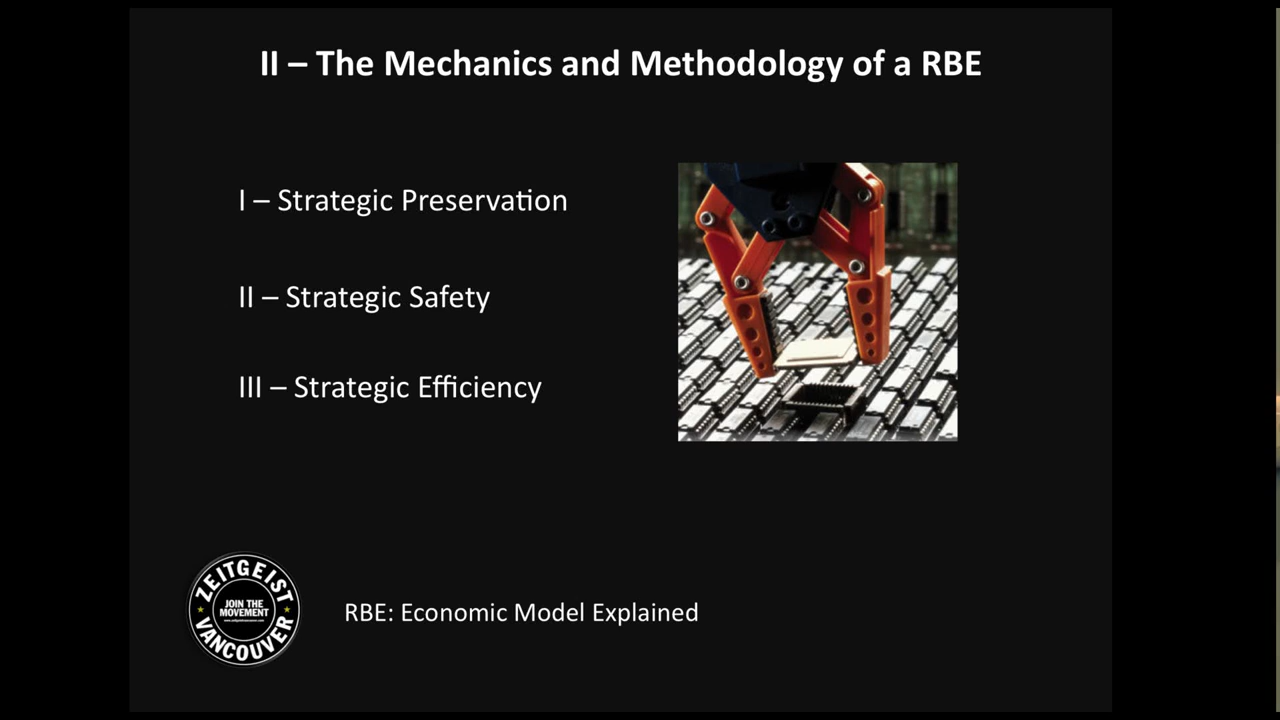 II – The Mechanics and Methodology of a RBE
I – Strategic Preservation
II – Strategic Safety
III – Strategic Efficiency
ZEITGEIST
JOIN THE
MOVEMENT
VANCOUVER
RBE: Economic Model Explained